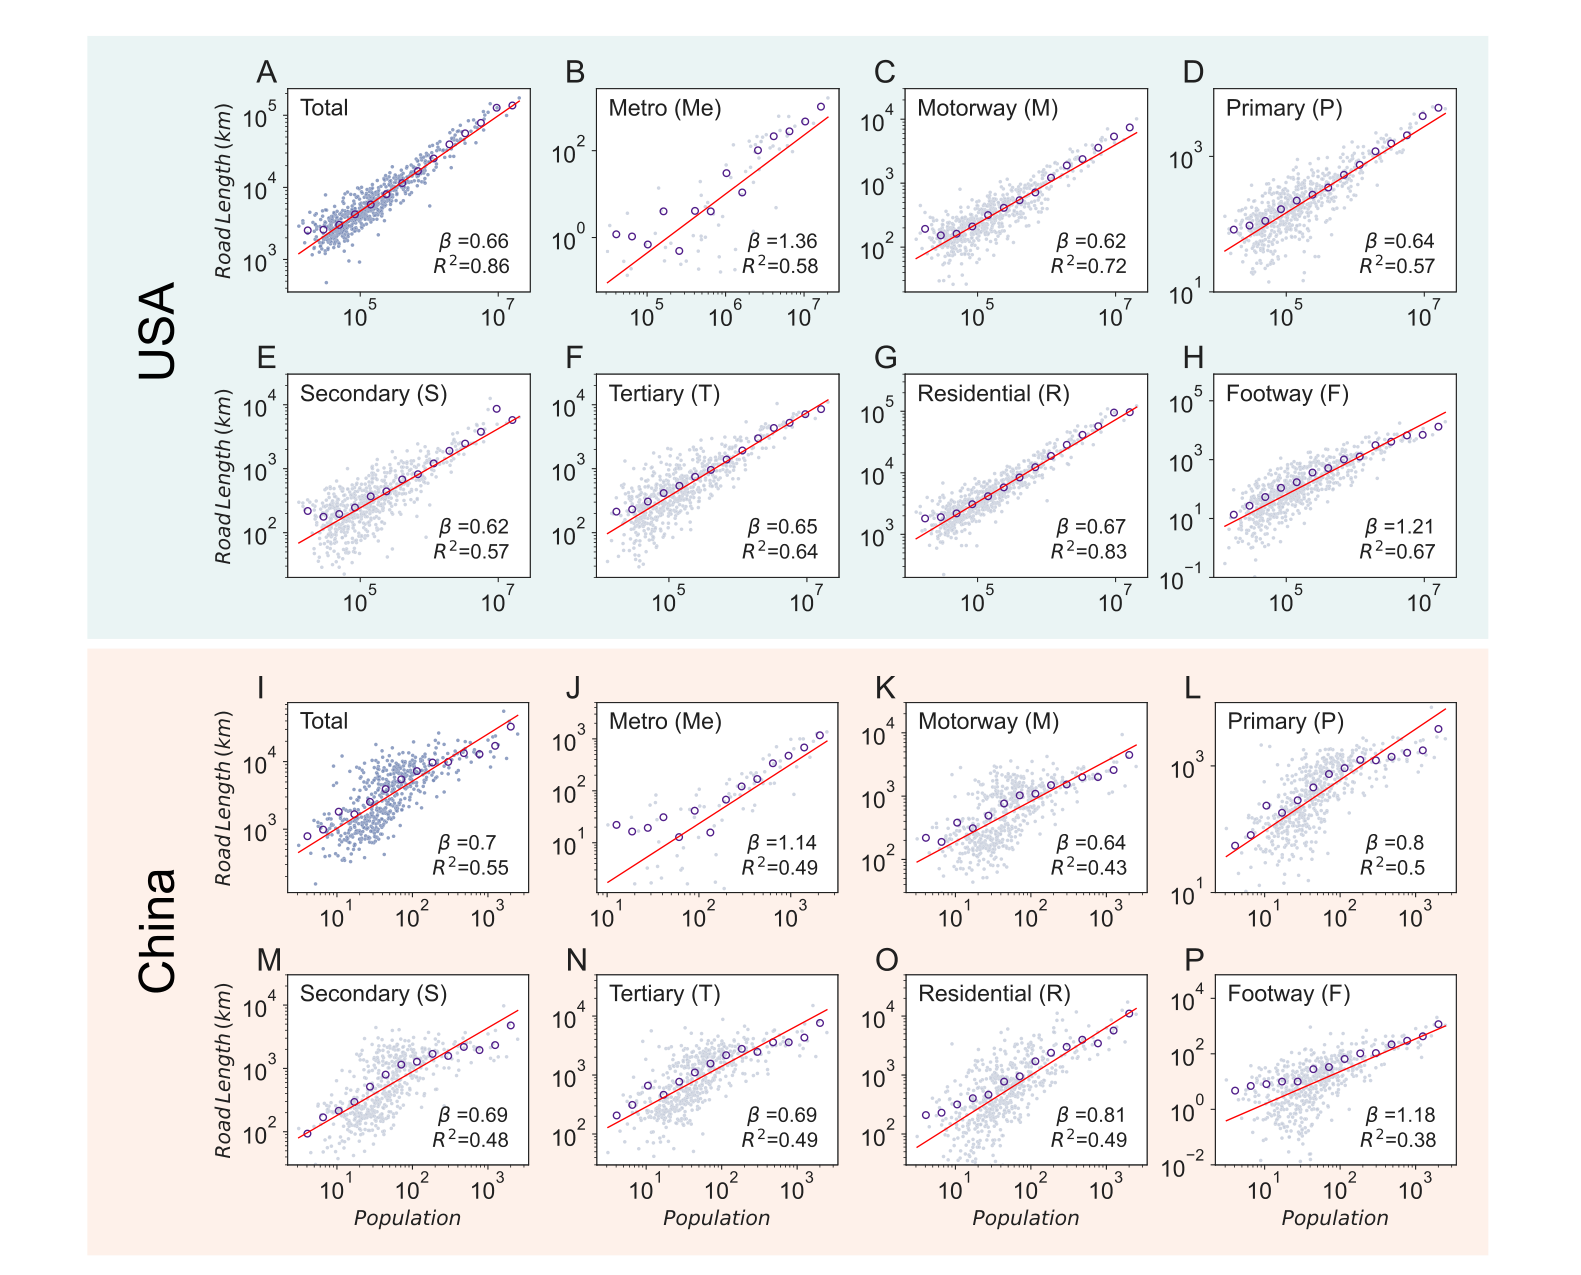 USA
A
Total
Road Length (km)
10^5
10^4
10^3
β =0.66
R^2=0.86
10^5
10^7
B
Metro (Me)
10^2
10^0
β =1.36
R^2=0.58
10^5
10^6
10^7
C
Motorway (M)
10^4
10^3
10^2
β =0.62
R^2=0.72
10^5
10^7
D
Primary (P)
10^3
10^1
β =0.64
R^2=0.57
10^5
10^7
E
Secondary (S)
Road Length (km)
10^4
10^3
10^2
β =0.62
R^2=0.57
10^5
10^7
F
Tertiary (T)
10^4
10^3
10^2
β =0.65
R^2=0.64
10^5
10^7
G
Residential (R)
10^5
10^4
10^3
β =0.67
R^2=0.83
10^5
10^7
H
Footway (F)
10^5
10^3
10^1
10^−1
β =1.21
R^2=0.67
10^5
10^7
China
I
Total
Road Length (km)
10^4
10^3
β =0.7
R^2=0.55
10^1
10^2
10^3
J
Metro (Me)
10^3
10^2
10^1
β =1.14
R^2=0.49
10^1
10^2
10^3
K
Motorway (M)
10^4
10^3
10^2
β =0.64
R^2=0.43
10^1
10^2
10^3
L
Primary (P)
10^3
10^1
β =0.8
R^2=0.5
10^1
10^2
10^3
M
Secondary (S)
Road Length (km)
10^4
10^3
10^2
β =0.69
R^2=0.48
10^1
10^2
10^3
Population
N
Tertiary (T)
10^4
10^3
10^2
β =0.69
R^2=0.49
10^1
10^2
10^3
Population
O
Residential (R)
10^4
10^3
10^2
β =0.81
R^2=0.49
10^1
10^2
10^3
Population
P
Footway (F)
10^4
10^2
10^0
10^−2
β =1.18
R^2=0.38
10^1
10^2
10^3
Population